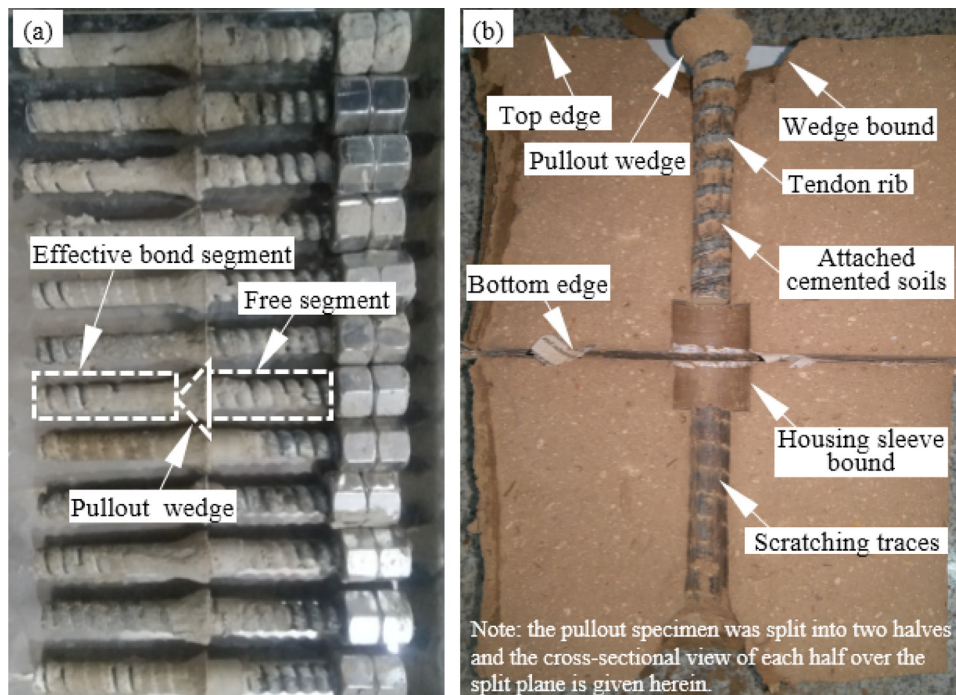 (a)
Effective bond segment
Free segment
Pullout wedge
(b)
Top edge
Pullout wedge
Wedge bound
Tendon rib
Attached
cemented soils
Bottom edge
Housing sleeve
bound
Scratching traces
Note: the pullout specimen was split into two halves
and the cross-sectional view of each half over the
split plane is given herein.